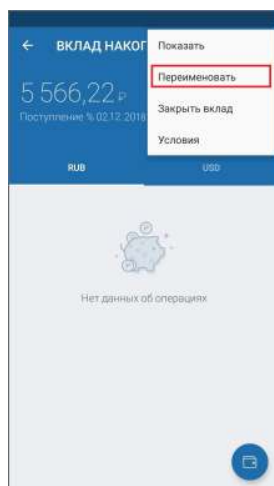 ← ВКЛАД НАКОГ
Показать
Переименовать
5 566,22 ₽
Закрыть вклад
Поступление % 02.12.2018
Условия
RUB
USD
Нет данных об операциях